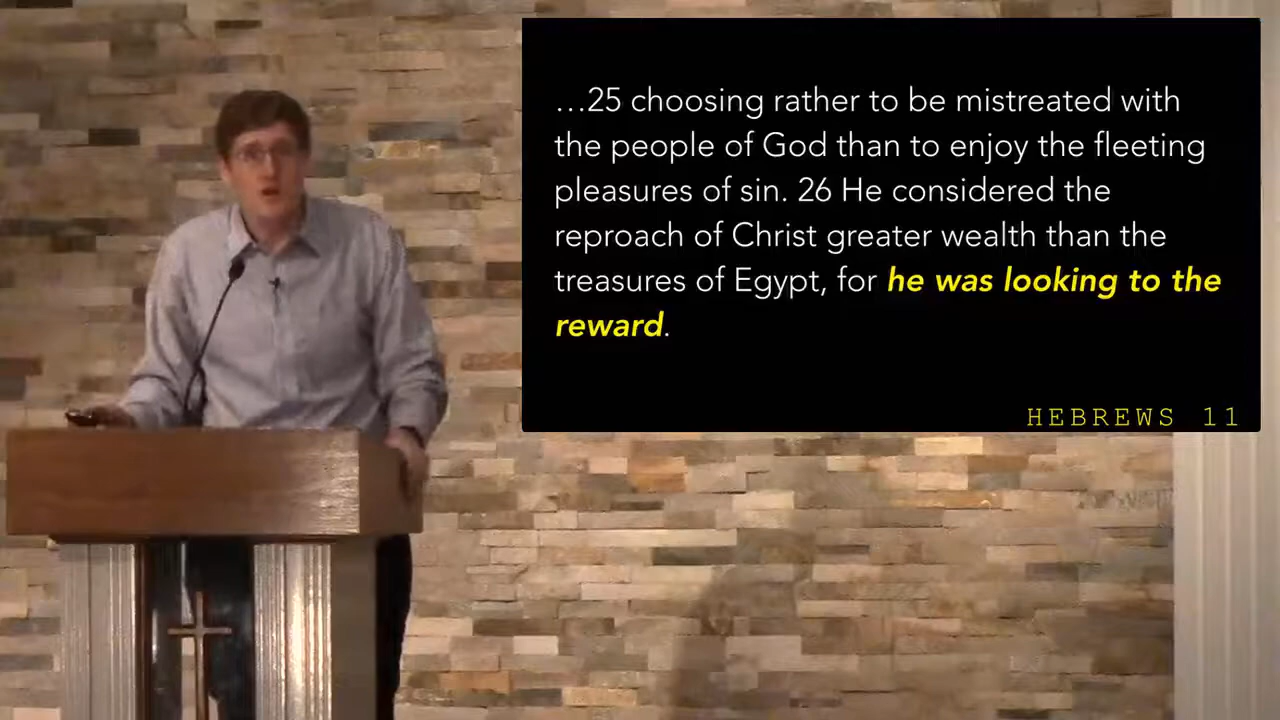 …25 choosing rather to be mistreated with
the people of God than to enjoy the fleeting
pleasures of sin. 26 He considered the
reproach of Christ greater wealth than the
treasures of Egypt, for he was looking to the
reward.
HEBREWS 11